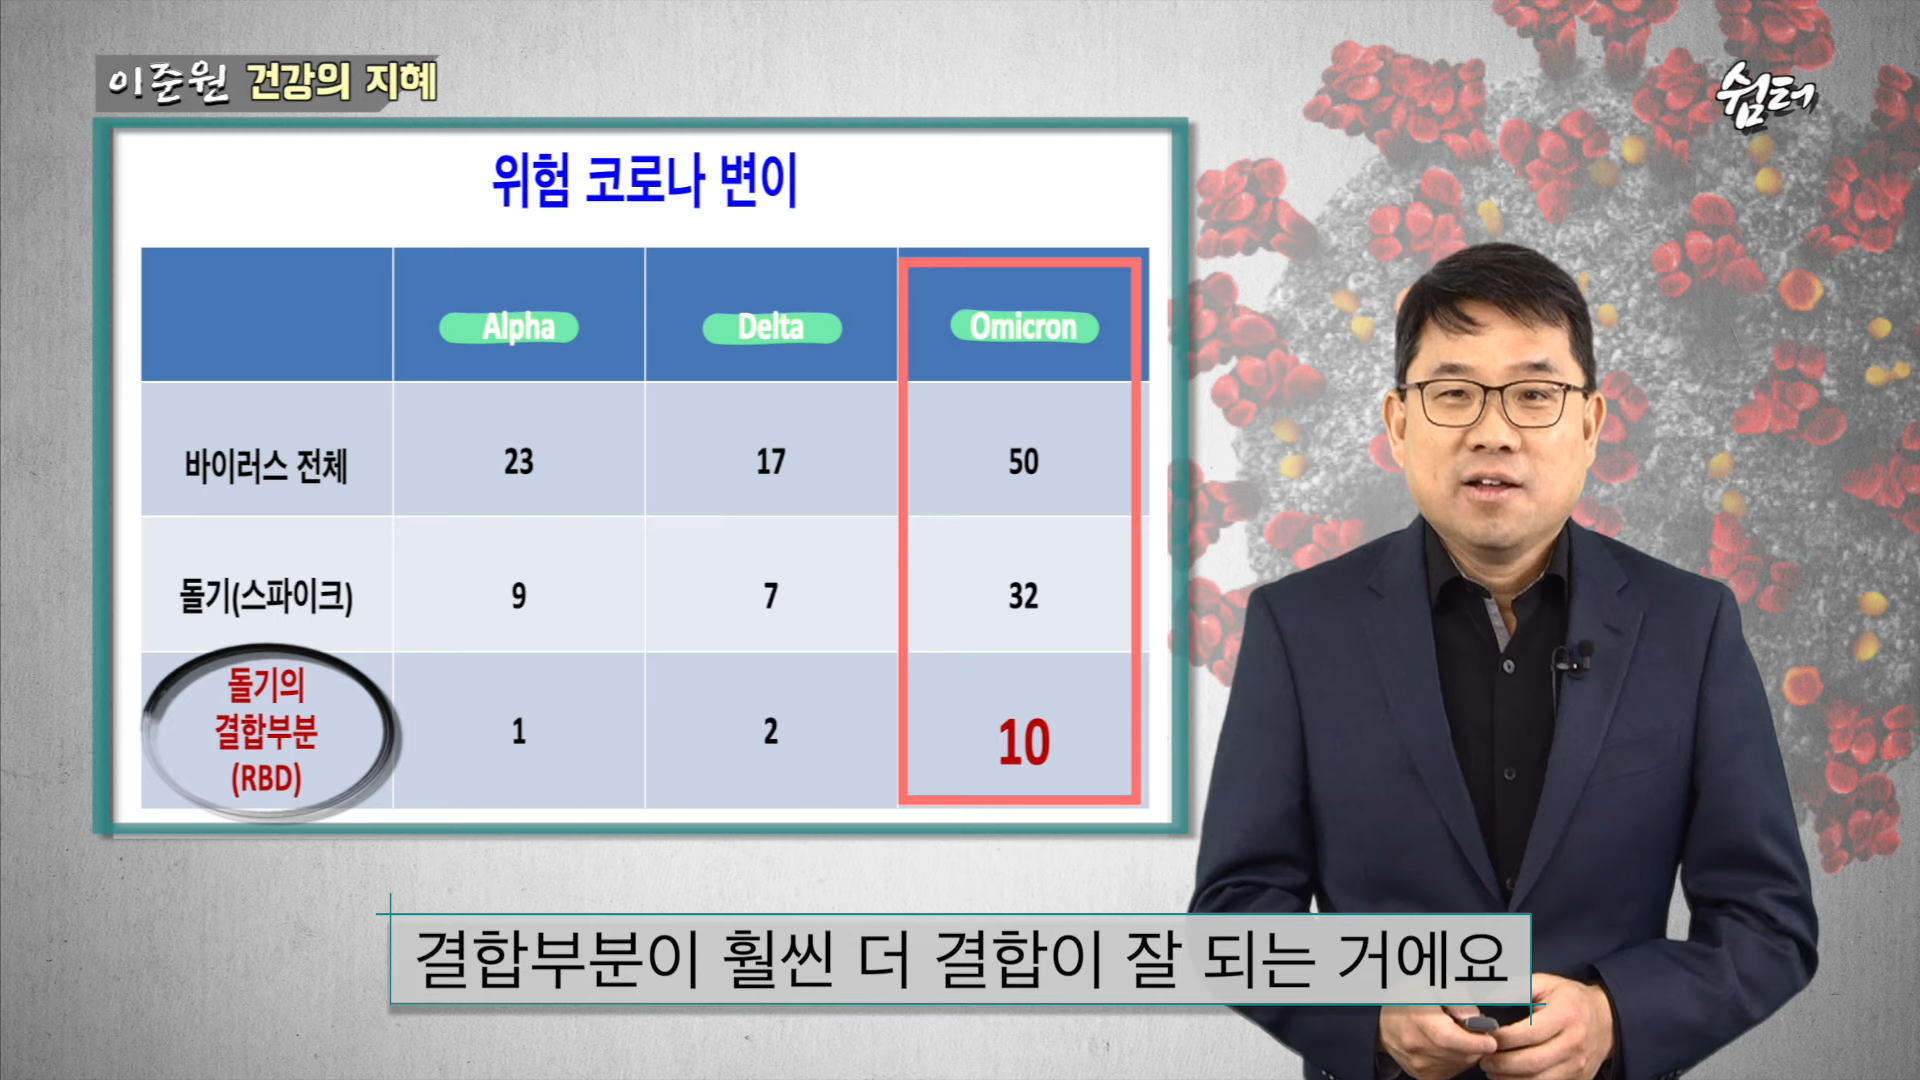 이준원 건강의 지혜
쉼터
위험 코로나 변이
Alpha Delta Omicron
바이러스 전체 23 17 50
돌기(스파이크) 9 7 32
돌기의
결합부분
(RBD)
1 2 10
결합부분이 훨씬 더 결합이 잘 되는 거에요